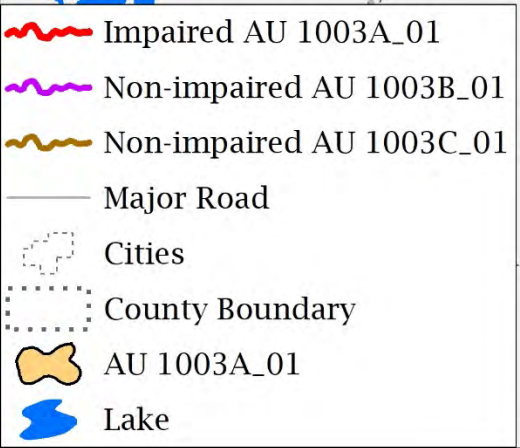 Impaired AU 1003A_01
Non-impaired AU 1003B_01
Non-impaired AU 1003C_01
Major Road
Cities
County Boundary
AU 1003A_01
Lake